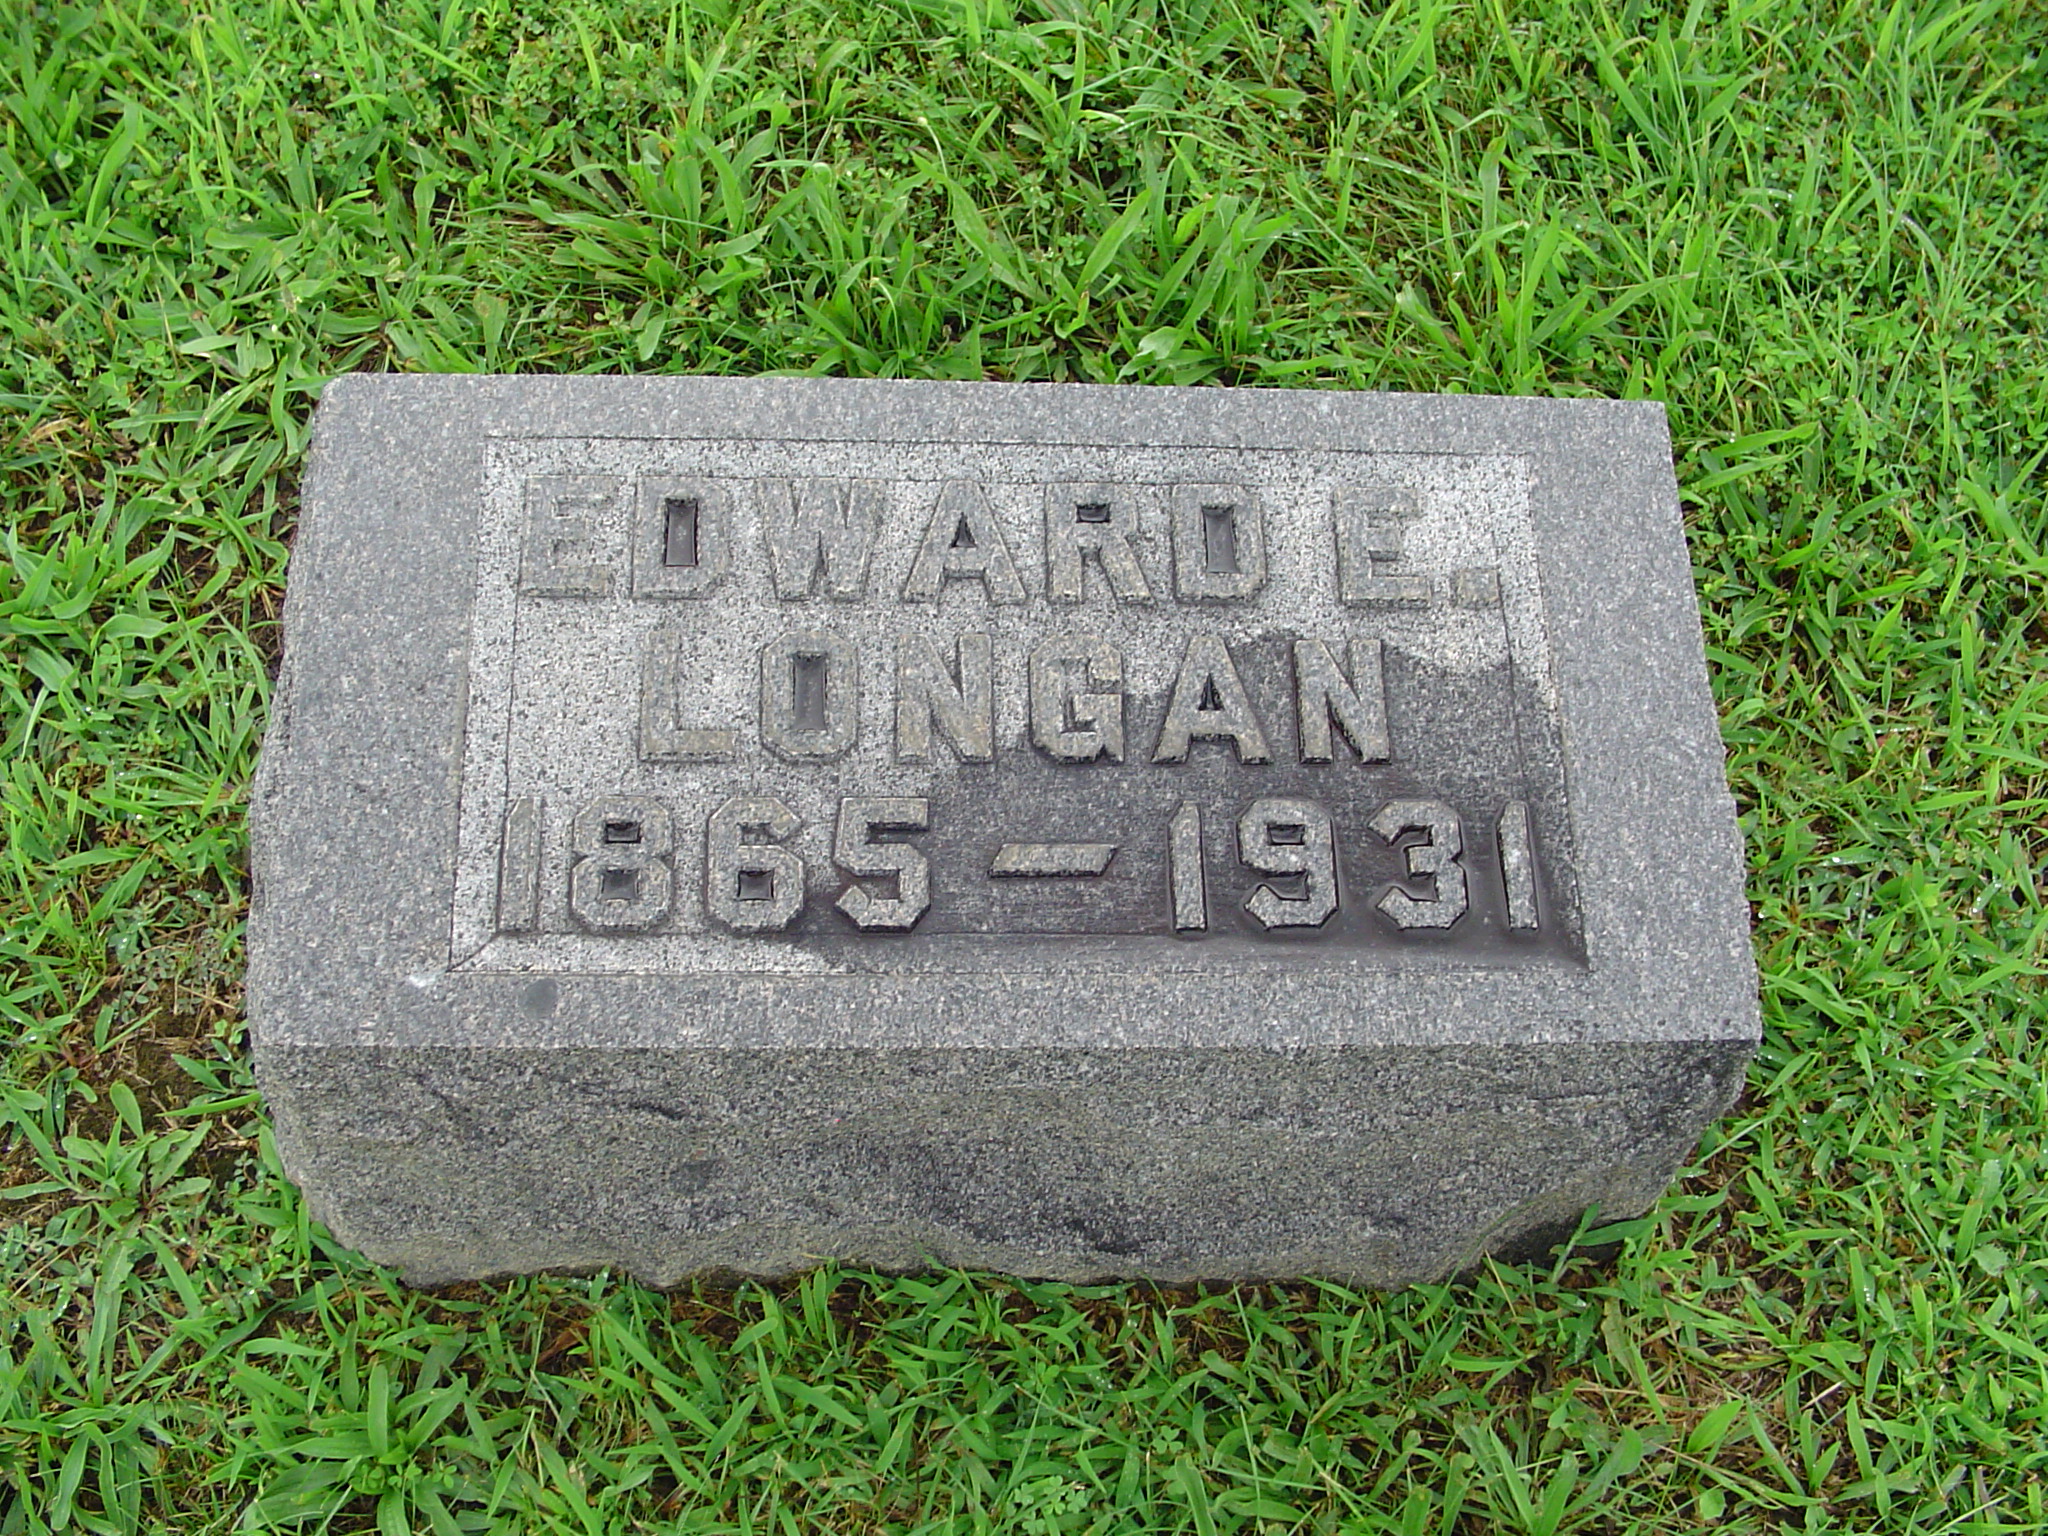 EDWARD E.
LONGAN
1865 – 1931